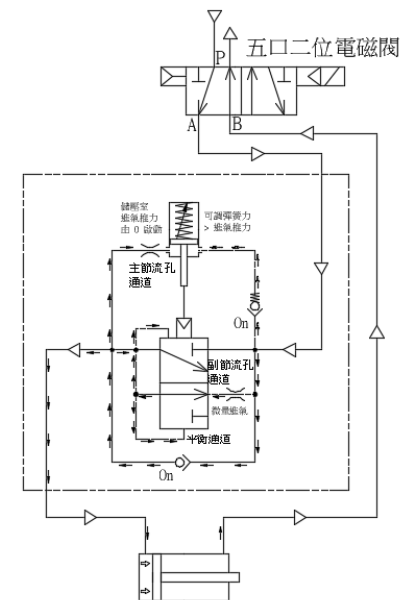 五口二位電磁閥
P
A
B
儲壓室
進氣推力
由 0 啟動
可調彈簧力
> 進氣推力
主節流孔
通道
On
副節流孔
通道
微量進氣
平衡通道
On